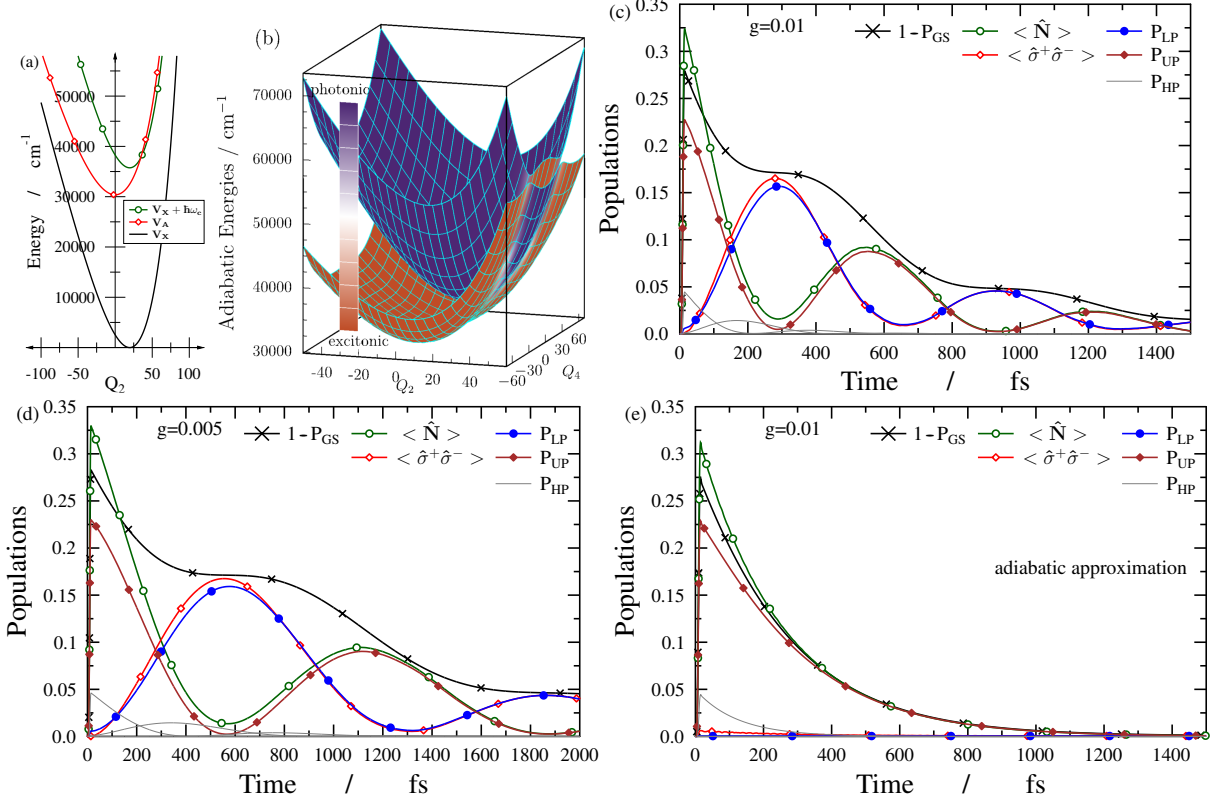 (a)
Energy / cm⁻¹
50000
40000
30000
20000
10000
V_X + ħω_c
V_A
V_X
-100 -50 0 50 100
Q₂
(b)
Adiabatic Energies / cm⁻¹
70000
60000
50000
40000
30000
photonic
excitonic
-40 -20 0 20 40 -60
Q₂
-30 0 30 60
Q₄
(c)
g=0.01
1-P_GS < N̂ > P_LP
< σ̂⁺σ̂⁻ > P_UP
P_HP
Populations
0.35
0.3
0.25
0.2
0.15
0.1
0.05
0
0 200 400 600 800 1000 1200 1400
Time / fs
(d)
g=0.005
1-P_GS < N̂ > P_LP
< σ̂⁺σ̂⁻ > P_UP
P_HP
Populations
0.35
0.3
0.25
0.2
0.15
0.1
0.05
0.0
0 200 400 600 800 1000 1200 1400 1600 1800 2000
Time / fs
(e)
g=0.01
1-P_GS < N̂ > P_LP
< σ̂⁺σ̂⁻ > P_UP
P_HP
adiabatic approximation
Populations
0.35
0.3
0.25
0.2
0.15
0.1
0.05
0.0
0 200 400 600 800 1000 1200 1400
Time / fs